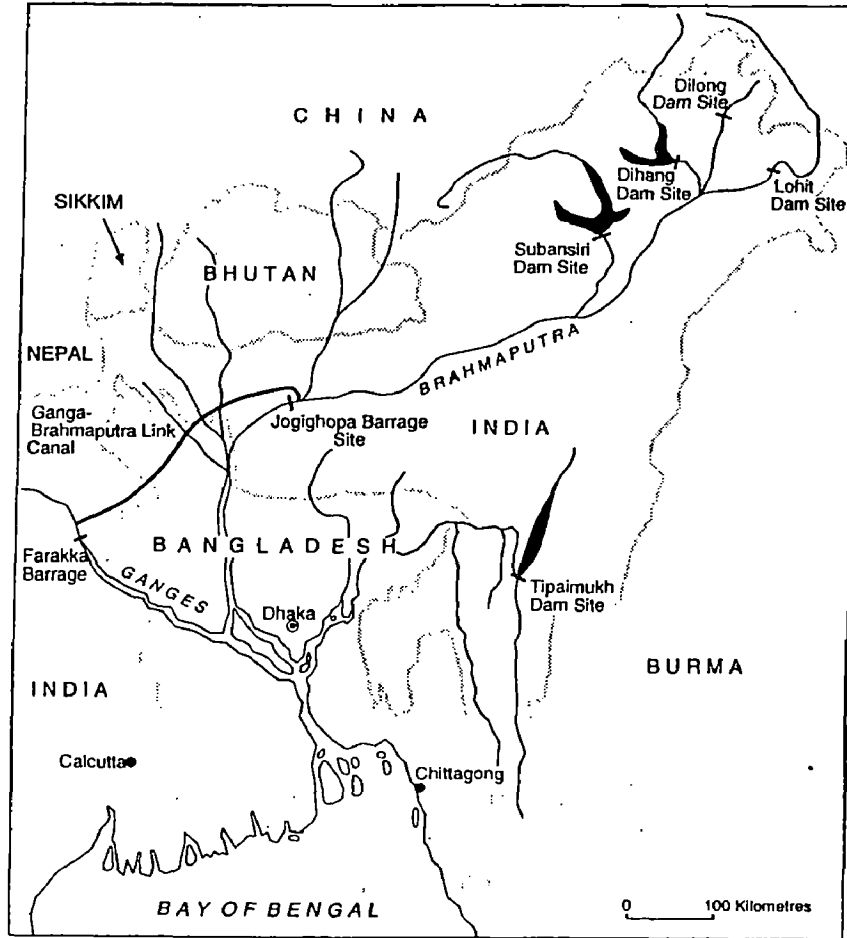 CHINA
Dilong
Dam Site
SIKKIM
Dihang
Dam Site
Lohit
Dam Site
BHUTAN
Subansiri
Dam Site
NEPAL
BRAHMAPUTRA
Ganga-
Brahmaputra Link
Canal
Jogighopa Barrage
Site
INDIA
BANGLADESH
Farakka
Barrage
GANGES
Dhaka
Tipaimukh
Dam Site
BURMA
INDIA
Calcutta
Chittagong
BAY OF BENGAL
0 100 Kilometres